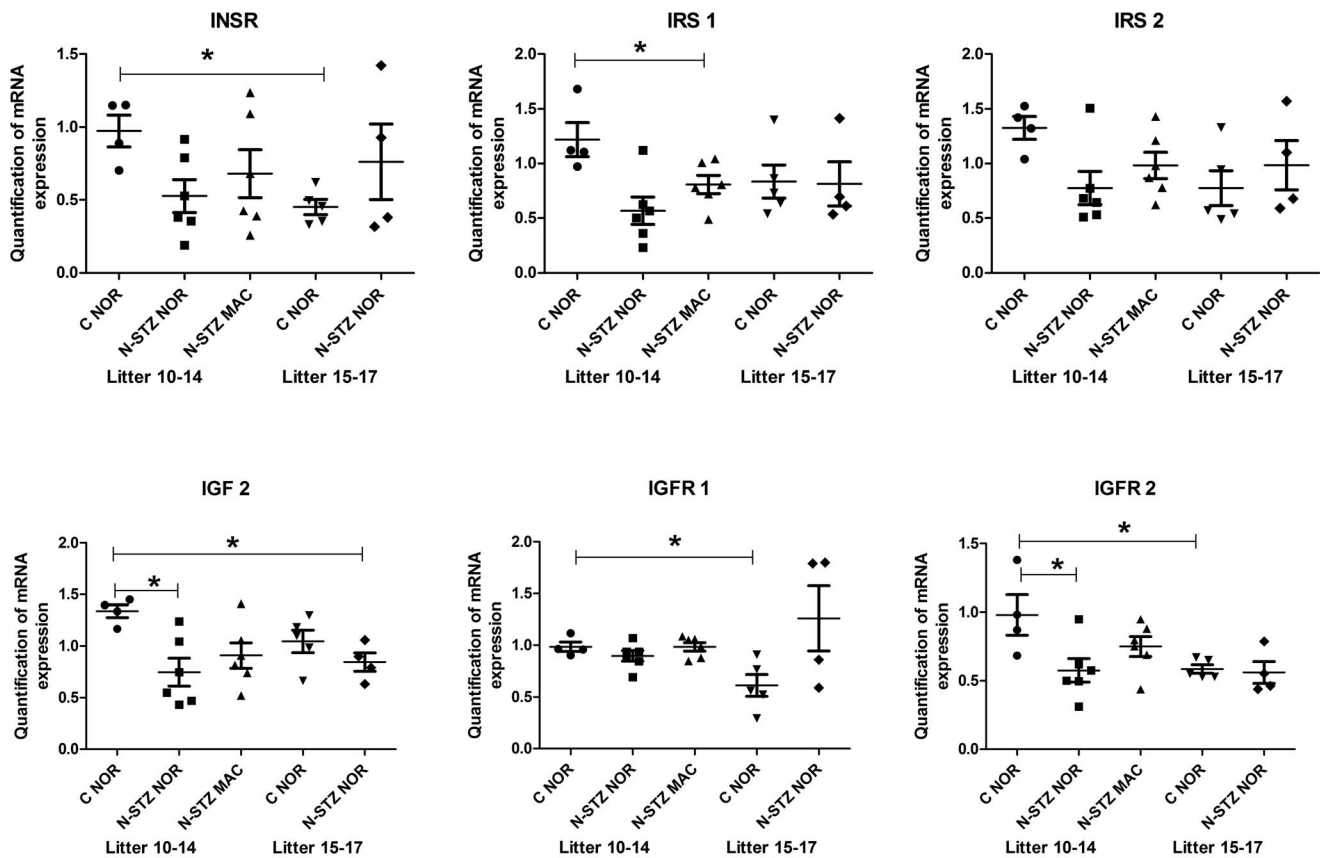 INSR
Quantification of mRNA
expression
1.5
1.0
0.5
0.0
*
C NOR
N-STZ NOR
N-STZ MAC
C NOR
N-STZ NOR
Litter 10-14
Litter 15-17
IRS 1
Quantification of mRNA
expression
2.0
1.5
1.0
0.5
0.0
*
C NOR
N-STZ NOR
N-STZ MAC
C NOR
N-STZ NOR
Litter 10-14
Litter 15-17
IRS 2
Quantification of mRNA
expression
2.0
1.5
1.0
0.5
0.0
C NOR
N-STZ NOR
N-STZ MAC
C NOR
N-STZ NOR
Litter 10-14
Litter 15-17
IGF 2
Quantification of mRNA
expression
2.0
1.5
1.0
0.5
0.0
*
*
C NOR
N-STZ NOR
N-STZ MAC
C NOR
N-STZ NOR
Litter 10-14
Litter 15-17
IGFR 1
Quantification of mRNA
expression
2.0
1.5
1.0
0.5
0.0
*
C NOR
N-STZ NOR
N-STZ MAC
C NOR
N-STZ NOR
Litter 10-14
Litter 15-17
IGFR 2
Quantification of mRNA
expression
1.5
1.0
0.5
0.0
*
*
C NOR
N-STZ NOR
N-STZ MAC
C NOR
N-STZ NOR
Litter 10-14
Litter 15-17